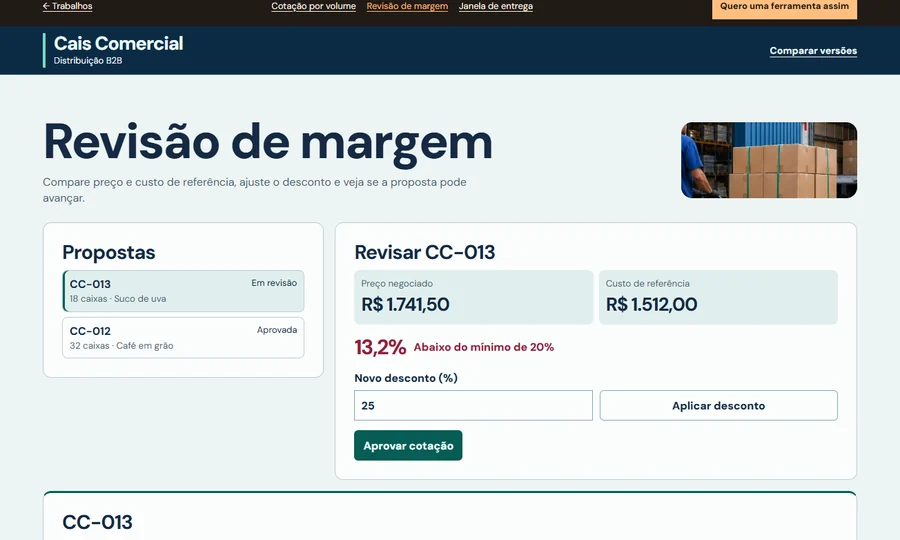 ← Trabalhos
Cotação por volume
Revisão de margem
Janela de entrega
Quero uma ferramenta assim
Cais Comercial
Distribuição B2B
Comparar versões
Revisão de margem
Compare preço e custo de referência, ajuste o desconto e veja se a proposta pode
avançar.
Propostas
CC-013
Em revisão
18 caixas · Suco de uva
CC-012
Aprovada
32 caixas · Café em grão
Revisar CC-013
Preço negociado
R$ 1.741,50
Custo de referência
R$ 1.512,00
13,2% Abaixo do mínimo de 20%
Novo desconto (%)
25
Aplicar desconto
Aprovar cotação
CC-013